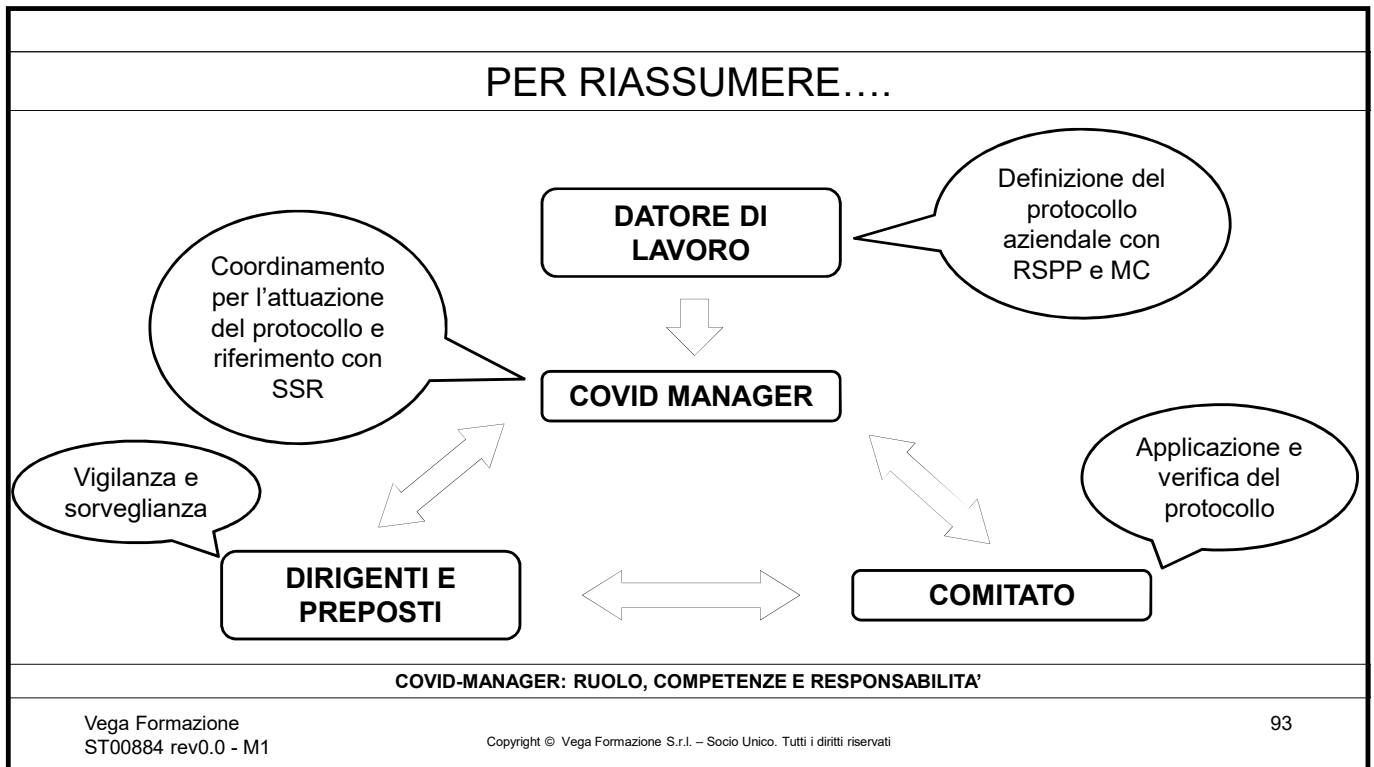 PER RIASSUMERE….
DATORE DI
LAVORO
Definizione del
protocollo
aziendale con
RSPP e MC
Coordinamento
per l’attuazione
del protocollo e
riferimento con
SSR
COVID MANAGER
Vigilanza e
sorveglianza
Applicazione e
verifica del
protocollo
DIRIGENTI E
PREPOSTI
COMITATO
COVID-MANAGER: RUOLO, COMPETENZE E RESPONSABILITA’
Vega Formazione
ST00884 rev0.0 - M1
Copyright © Vega Formazione S.r.l. – Socio Unico. Tutti i diritti riservati
93